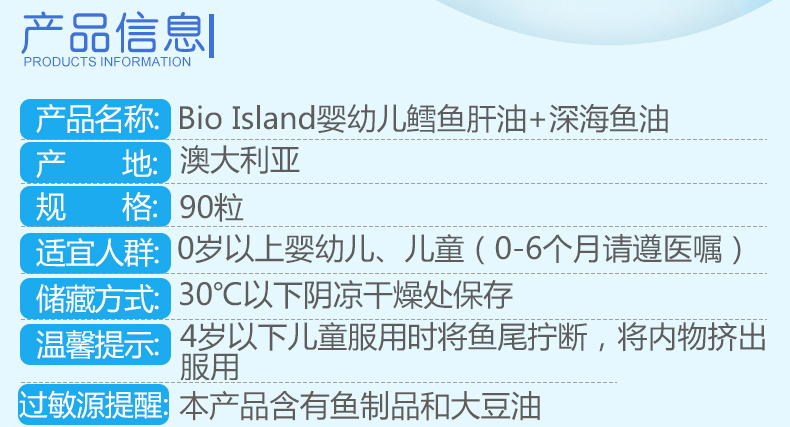 产品信息
PRODUCTS INFORMATION
产品名称: Bio Island婴幼儿鳕鱼肝油+深海鱼油
产 地: 澳大利亚
规 格: 90粒
适宜人群: 0岁以上婴幼儿、儿童（0-6个月请遵医嘱）
储藏方式: 30℃以下阴凉干燥处保存
温馨提示: 4岁以下儿童服用时将鱼尾拧断，将内物挤出
服用
过敏源提醒: 本产品含有鱼制品和大豆油